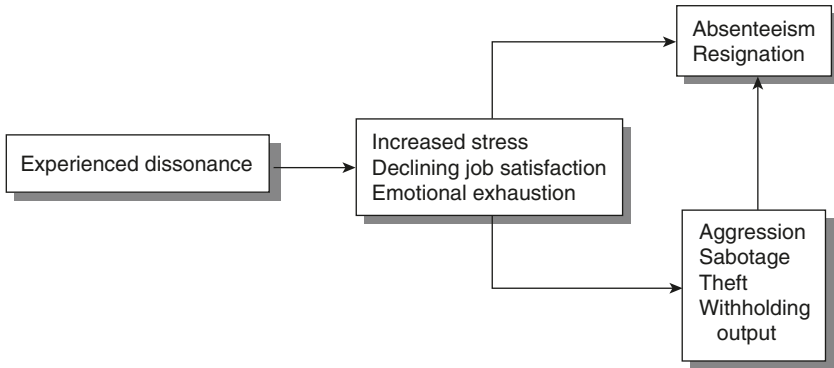 Experienced dissonance
Increased stress
Declining job satisfaction
Emotional exhaustion
Absenteeism
Resignation
Aggression
Sabotage
Theft
Withholding
output